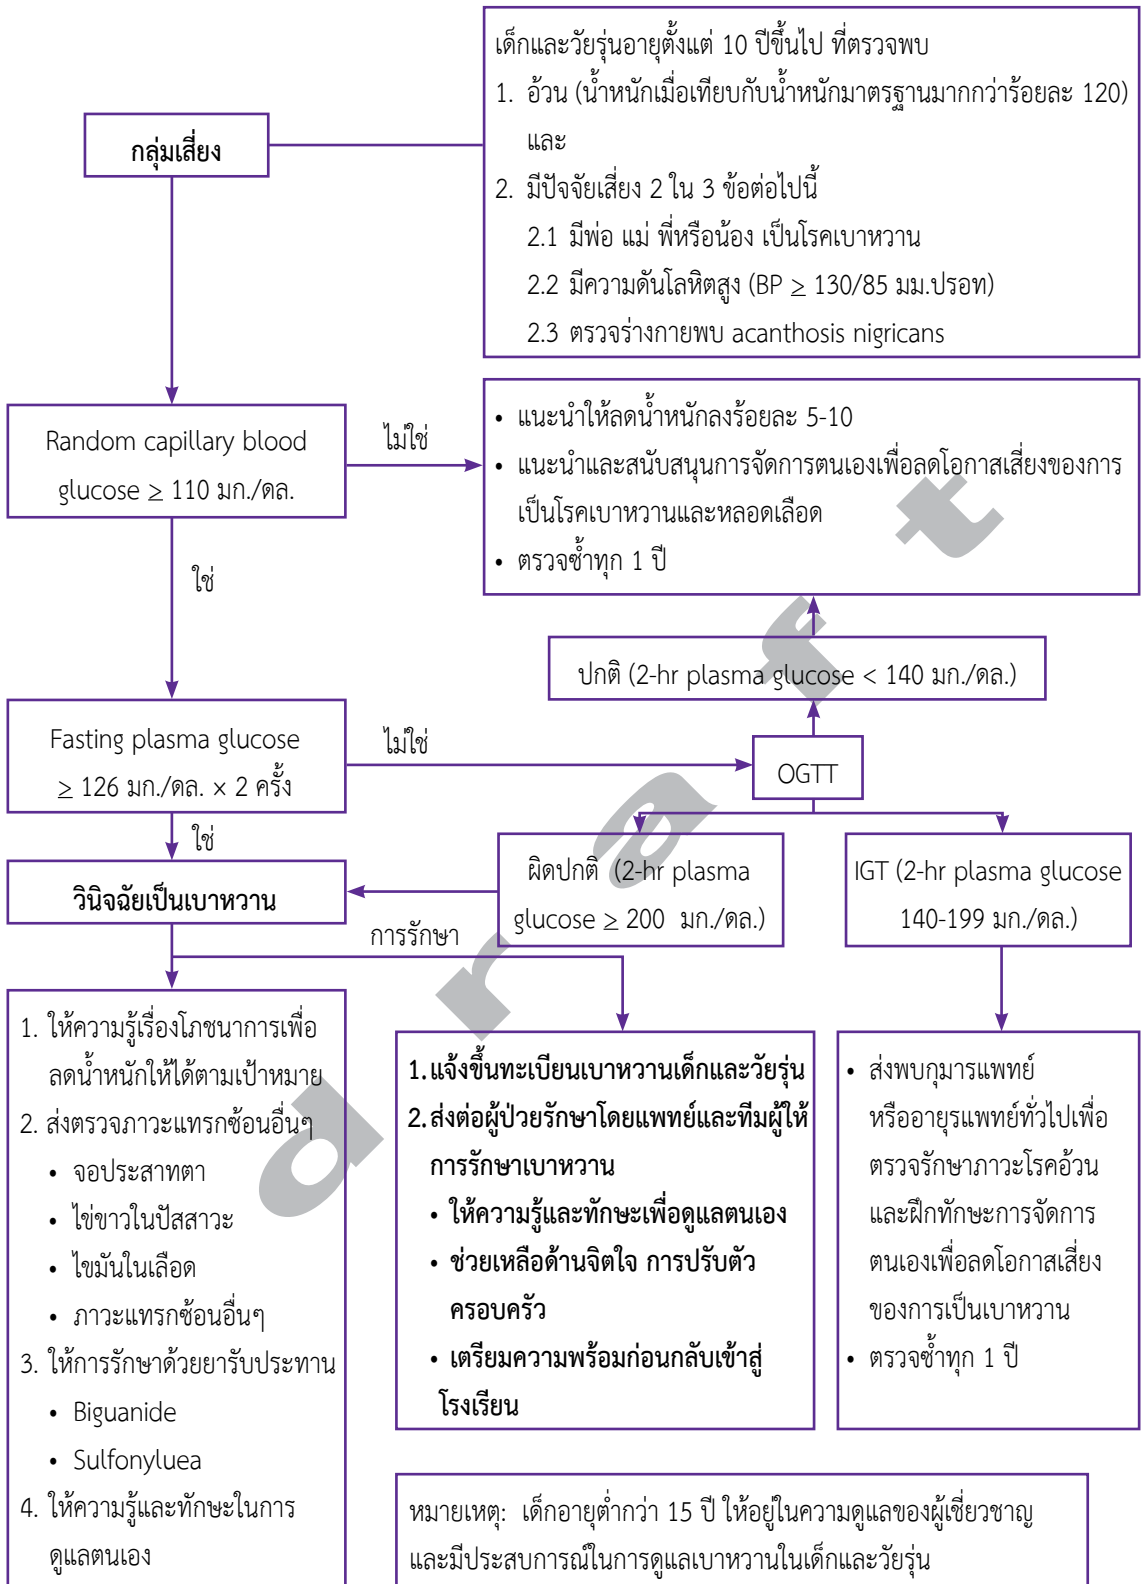 เด็กและวัยรุ่นอายุตั้งแต่ 10 ปีขึ้นไป ที่ตรวจพบ
1. อ้วน (น้ำหนักเมื่อเทียบกับน้ำหนักมาตรฐานมากกว่าร้อยละ 120)
และ
2. มีปัจจัยเสี่ยง 2 ใน 3 ข้อต่อไปนี้
2.1 มีพ่อ แม่ พี่หรือน้อง เป็นโรคเบาหวาน
2.2 มีความดันโลหิตสูง (BP ≥ 130/85 มม.ปรอท)
2.3 ตรวจร่างกายพบ acanthosis nigricans
กลุ่มเสี่ยง
Random capillary blood
glucose ≥ 110 มก./ดล.
ไม่ใช่
• แนะนำให้ลดน้ำหนักลงร้อยละ 5-10
• แนะนำและสนับสนุนการจัดการตนเองเพื่อลดโอกาสเสี่ยงของการ
เป็นโรคเบาหวานและหลอดเลือด
• ตรวจซ้ำทุก 1 ปี
ใช่
ปกติ (2-hr plasma glucose < 140 มก./ดล.)
Fasting plasma glucose
≥ 126 มก./ดล. × 2 ครั้ง
ไม่ใช่
OGTT
ใช่
วินิจฉัยเป็นเบาหวาน
ผิดปกติ (2-hr plasma
glucose ≥ 200 มก./ดล.)
IGT (2-hr plasma glucose
140-199 มก./ดล.)
การรักษา
1. ให้ความรู้เรื่องโภชนาการเพื่อ
ลดน้ำหนักให้ได้ตามเป้าหมาย
2. ส่งตรวจภาวะแทรกซ้อนอื่นๆ
• จอประสาทตา
• ไข่ขาวในปัสสาวะ
• ไขมันในเลือด
• ภาวะแทรกซ้อนอื่นๆ
3. ให้การรักษาด้วยยารับประทาน
• Biguanide
• Sulfonyluea
4. ให้ความรู้และทักษะในการ
ดูแลตนเอง
1. แจ้งขึ้นทะเบียนเบาหวานเด็กและวัยรุ่น
2. ส่งต่อผู้ป่วยรักษาโดยแพทย์และทีมผู้ให้
การรักษาเบาหวาน
• ให้ความรู้และทักษะเพื่อดูแลตนเอง
• ช่วยเหลือด้านจิตใจ การปรับตัว
ครอบครัว
• เตรียมความพร้อมก่อนกลับเข้าสู่
โรงเรียน
• ส่งพบกุมารแพทย์
หรืออายุรแพทย์ทั่วไปเพื่อ
ตรวจรักษาภาวะโรคอ้วน
และฝึกทักษะการจัดการ
ตนเองเพื่อลดโอกาสเสี่ยง
ของการเป็นเบาหวาน
• ตรวจซ้ำทุก 1 ปี
หมายเหตุ: เด็กอายุต่ำกว่า 15 ปี ให้อยู่ในความดูแลของผู้เชี่ยวชาญ
และมีประสบการณ์ในการดูแลเบาหวานในเด็กและวัยรุ่น
draft